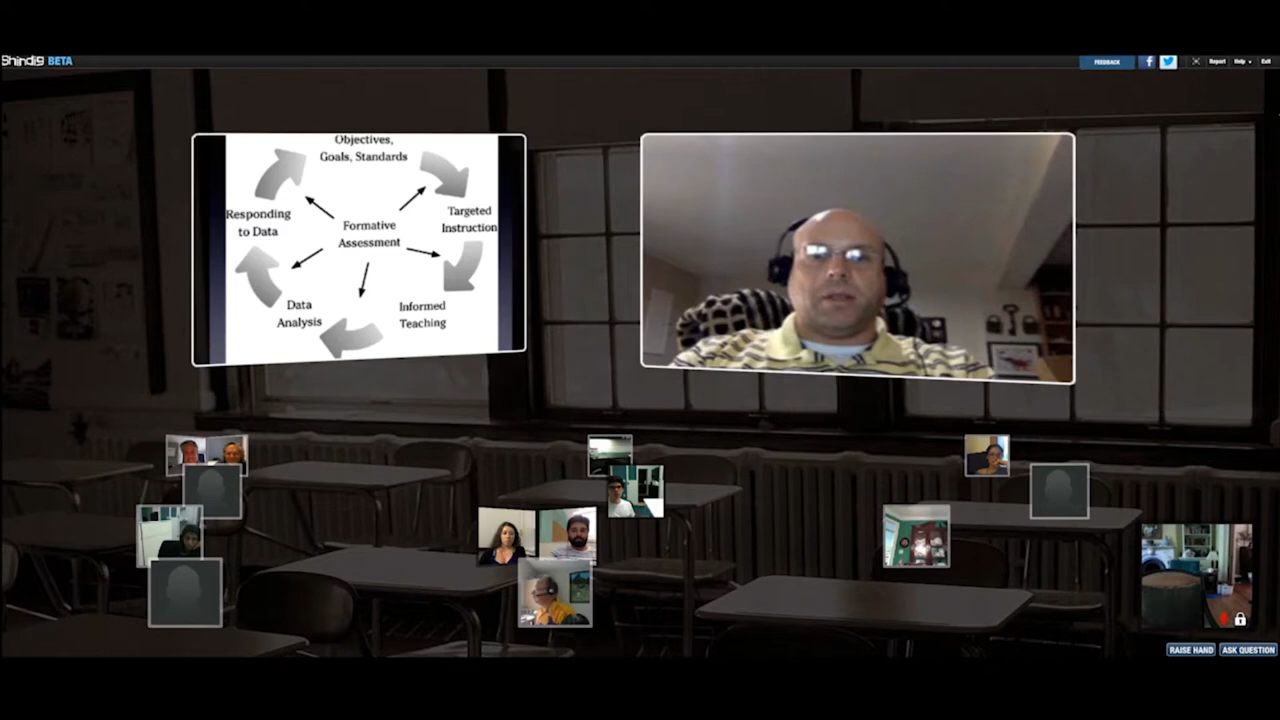 Shindig BETA
FEEDBACK
Report
Help
Exit
Objectives,
Goals, Standards
Responding
to Data
Targeted
Instruction
Formative
Assessment
Data
Analysis
Informed
Teaching
RAISE HAND
ASK QUESTION